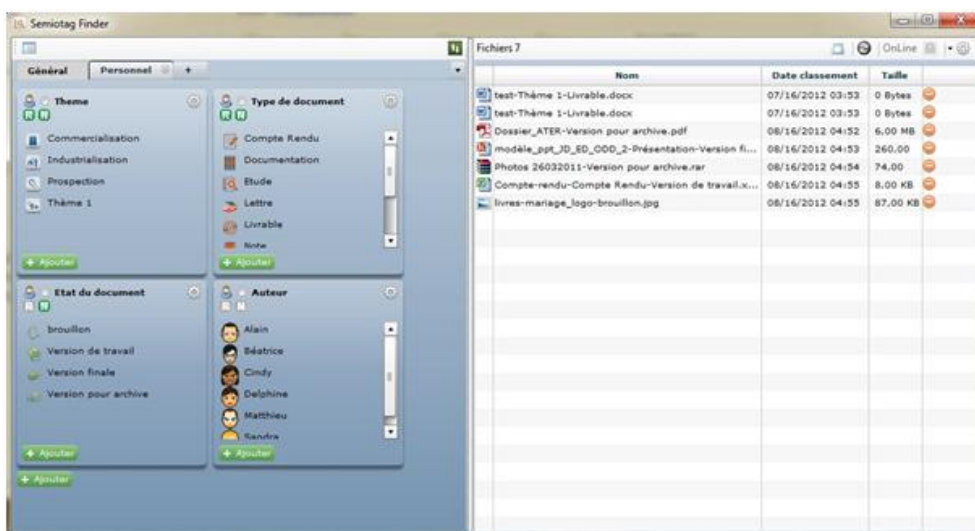 Semiotag Finder
Général
Personnel
+
Theme
Commercialisation
Industrialisation
Prospection
Thème 1
+ Ajouter
Type de document
Compte Rendu
Documentation
Etude
Lettre
Livrable
Note
+ Ajouter
Etat du document
brouillon
Version de travail
Version finale
Version pour archive
+ Ajouter
Auteur
Alain
Béatrice
Cindy
Delphine
Matthieu
Sandra
+ Ajouter
+ Ajouter
Fichiers 7
OnLine
Nom Date classement Taille
test-Thème 1-Livrable.docx 07/16/2012 03:53 0 Bytes
test-Thème 1-Livrable.docx 07/16/2012 03:53 0 Bytes
Dossier_ATER-Version pour archive.pdf 08/16/2012 04:52 6,00 MB
modèle_ppt_JD_ED_ODD_2-Présentation-Version fi... 08/16/2012 04:53 260,00
Photos 26032011-Version pour archive.rar 08/16/2012 04:54 74,00
Compte-rendu-Compte Rendu-Version de travail.x... 08/16/2012 04:55 8,00 KB
livres-mariage_logo-brouillon.jpg 08/16/2012 04:55 87,00 KB